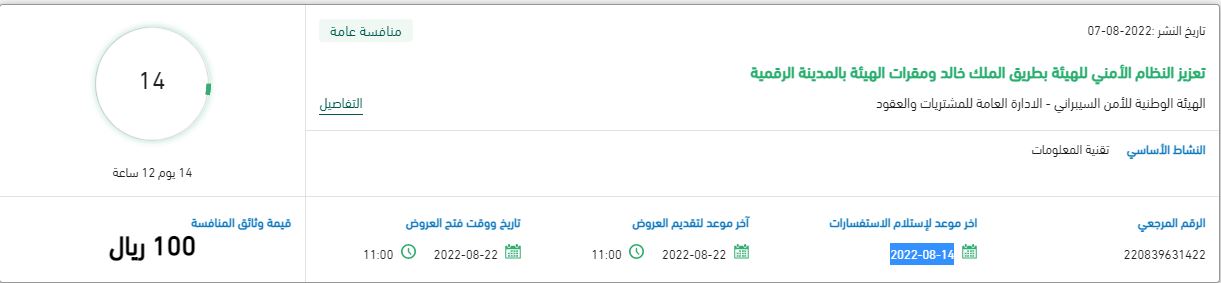 تاريخ النشر :2022-08-07
منافسة عامة
تعزيز النظام الأمني للهيئة بطريق الملك خالد ومقرات الهيئة بالمدينة الرقمية
الهيئة الوطنية للأمن السيبراني - الادارة العامة للمشتريات والعقود
التفاصيل
14
14 يوم 12 ساعة
النشاط الأساسي تقنية المعلومات
الرقم المرجعي
220839631422
اخر موعد لإستلام الاستفسارات
2022-08-14
آخر موعد لتقديم العروض
2022-08-22 11:00
تاريخ ووقت فتح العروض
2022-08-22 11:00
قيمة وثائق المنافسة
100 ريال